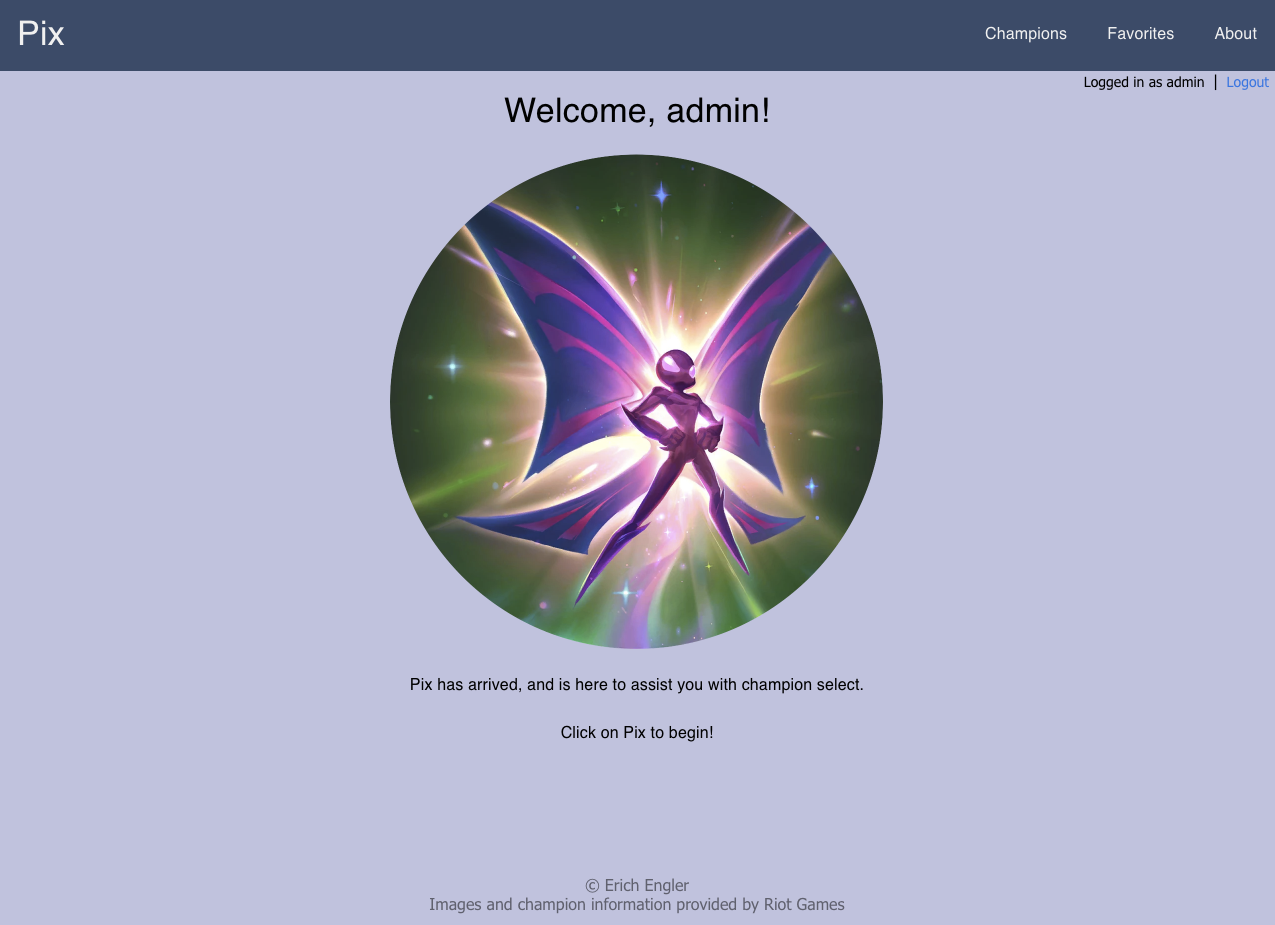 Pix
Champions Favorites About
Logged in as admin | Logout
Welcome, admin!
Pix has arrived, and is here to assist you with champion select.
Click on Pix to begin!
© Erich Engler
Images and champion information provided by Riot Games